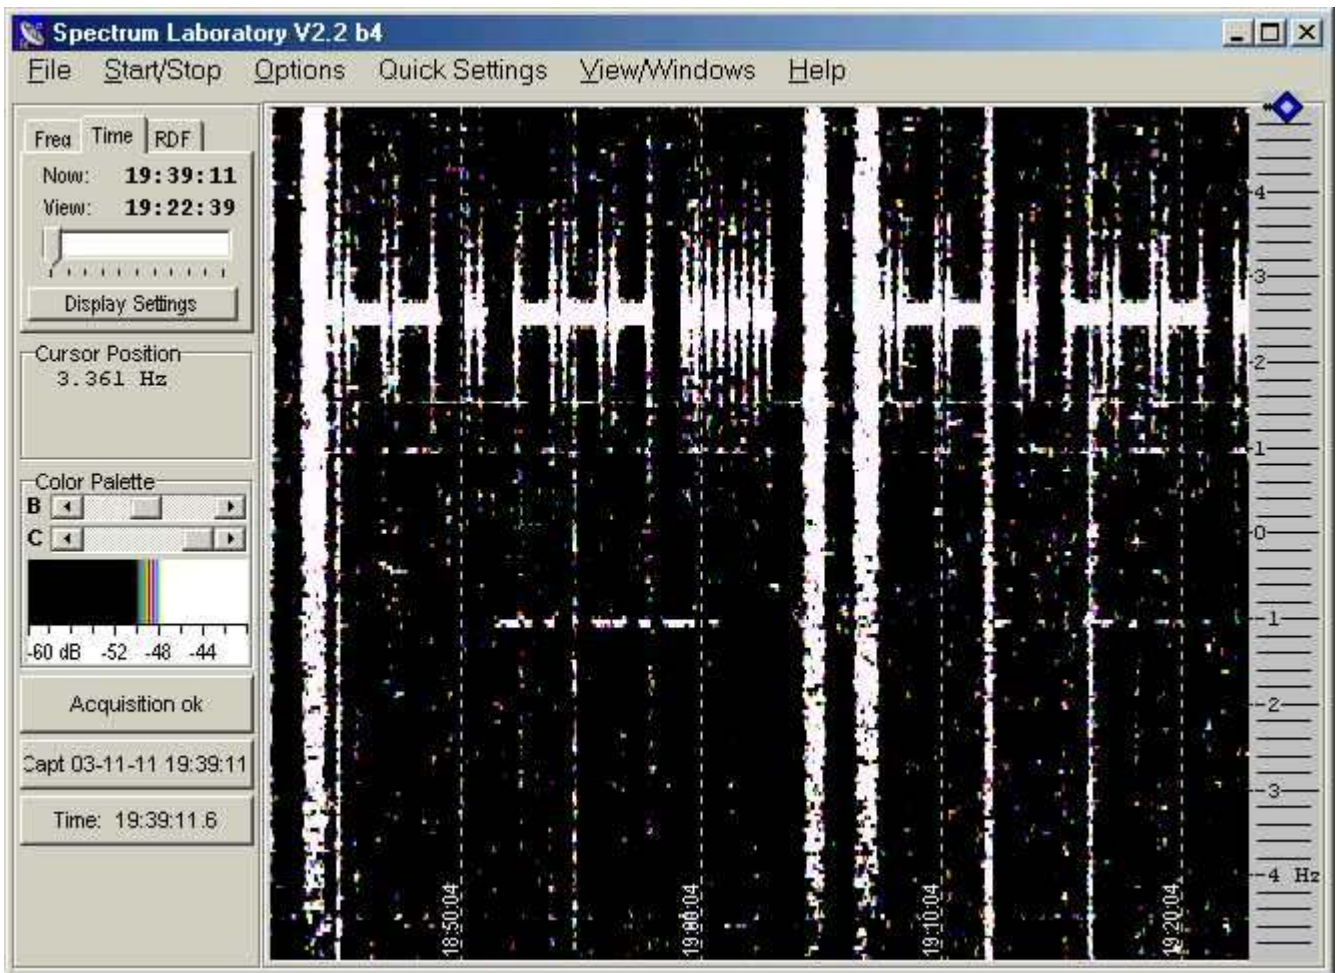 Spectrum Laboratory V2.2 b4
File Start/Stop Options Quick Settings View/Windows Help
Freq Time RDF
Now: 19:39:11
View: 19:22:39
Display Settings
Cursor Position
3.361 Hz
Color Palette
B
C
-60 dB -52 -48 -44
Acquisition ok
Capt 03-11-11 19:39:11
Time: 19:39:11.6
18:50:04
19:00:04
19:10:04
19:20:04
4
3
2
1
0
-1
-2
-3
-4 Hz